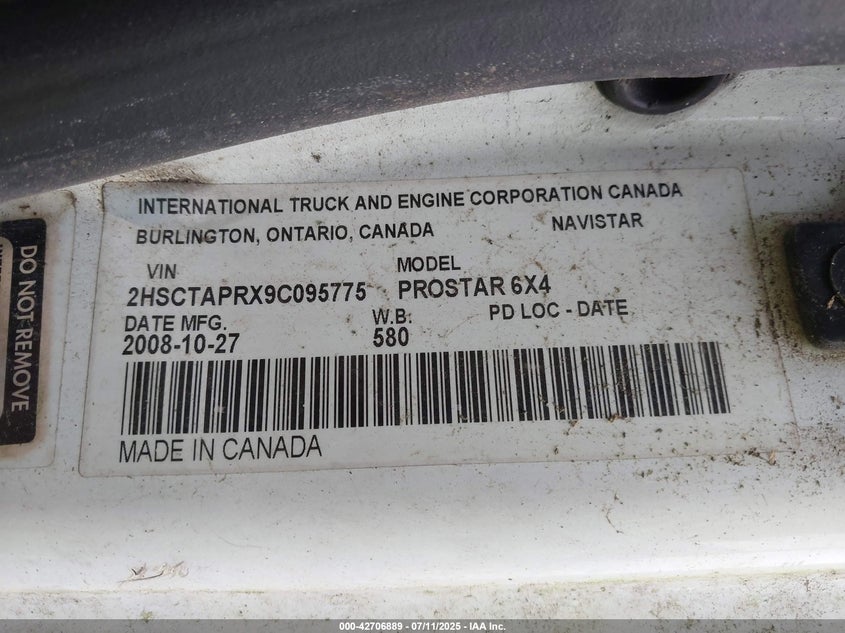 INTERNATIONAL TRUCK AND ENGINE CORPORATION CANADA
BURLINGTON, ONTARIO, CANADA NAVISTAR
VIN MODEL
2HSCTAPRX9C095775 PROSTAR 6X4
DATE MFG. W.B. PD LOC - DATE
2008-10-27 580
MADE IN CANADA
DO NOT REMOVE
000-42706889 - 07/11/2025 - IAA Inc.